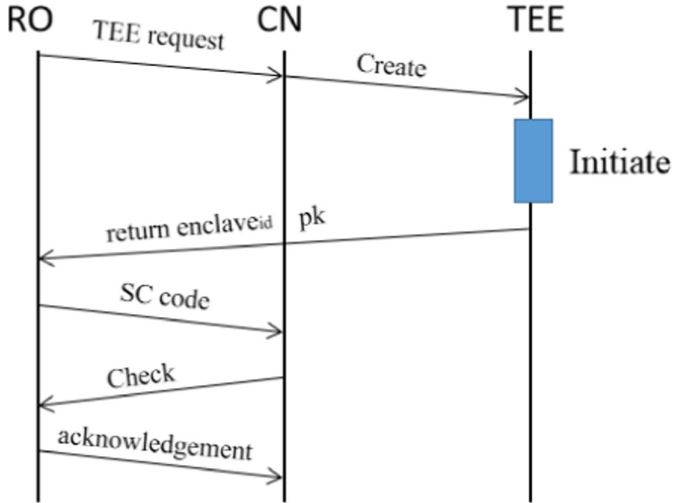 RO CN TEE
TEE request
Create
Initiate
return enclaveid pk
SC code
Check
acknowledgement